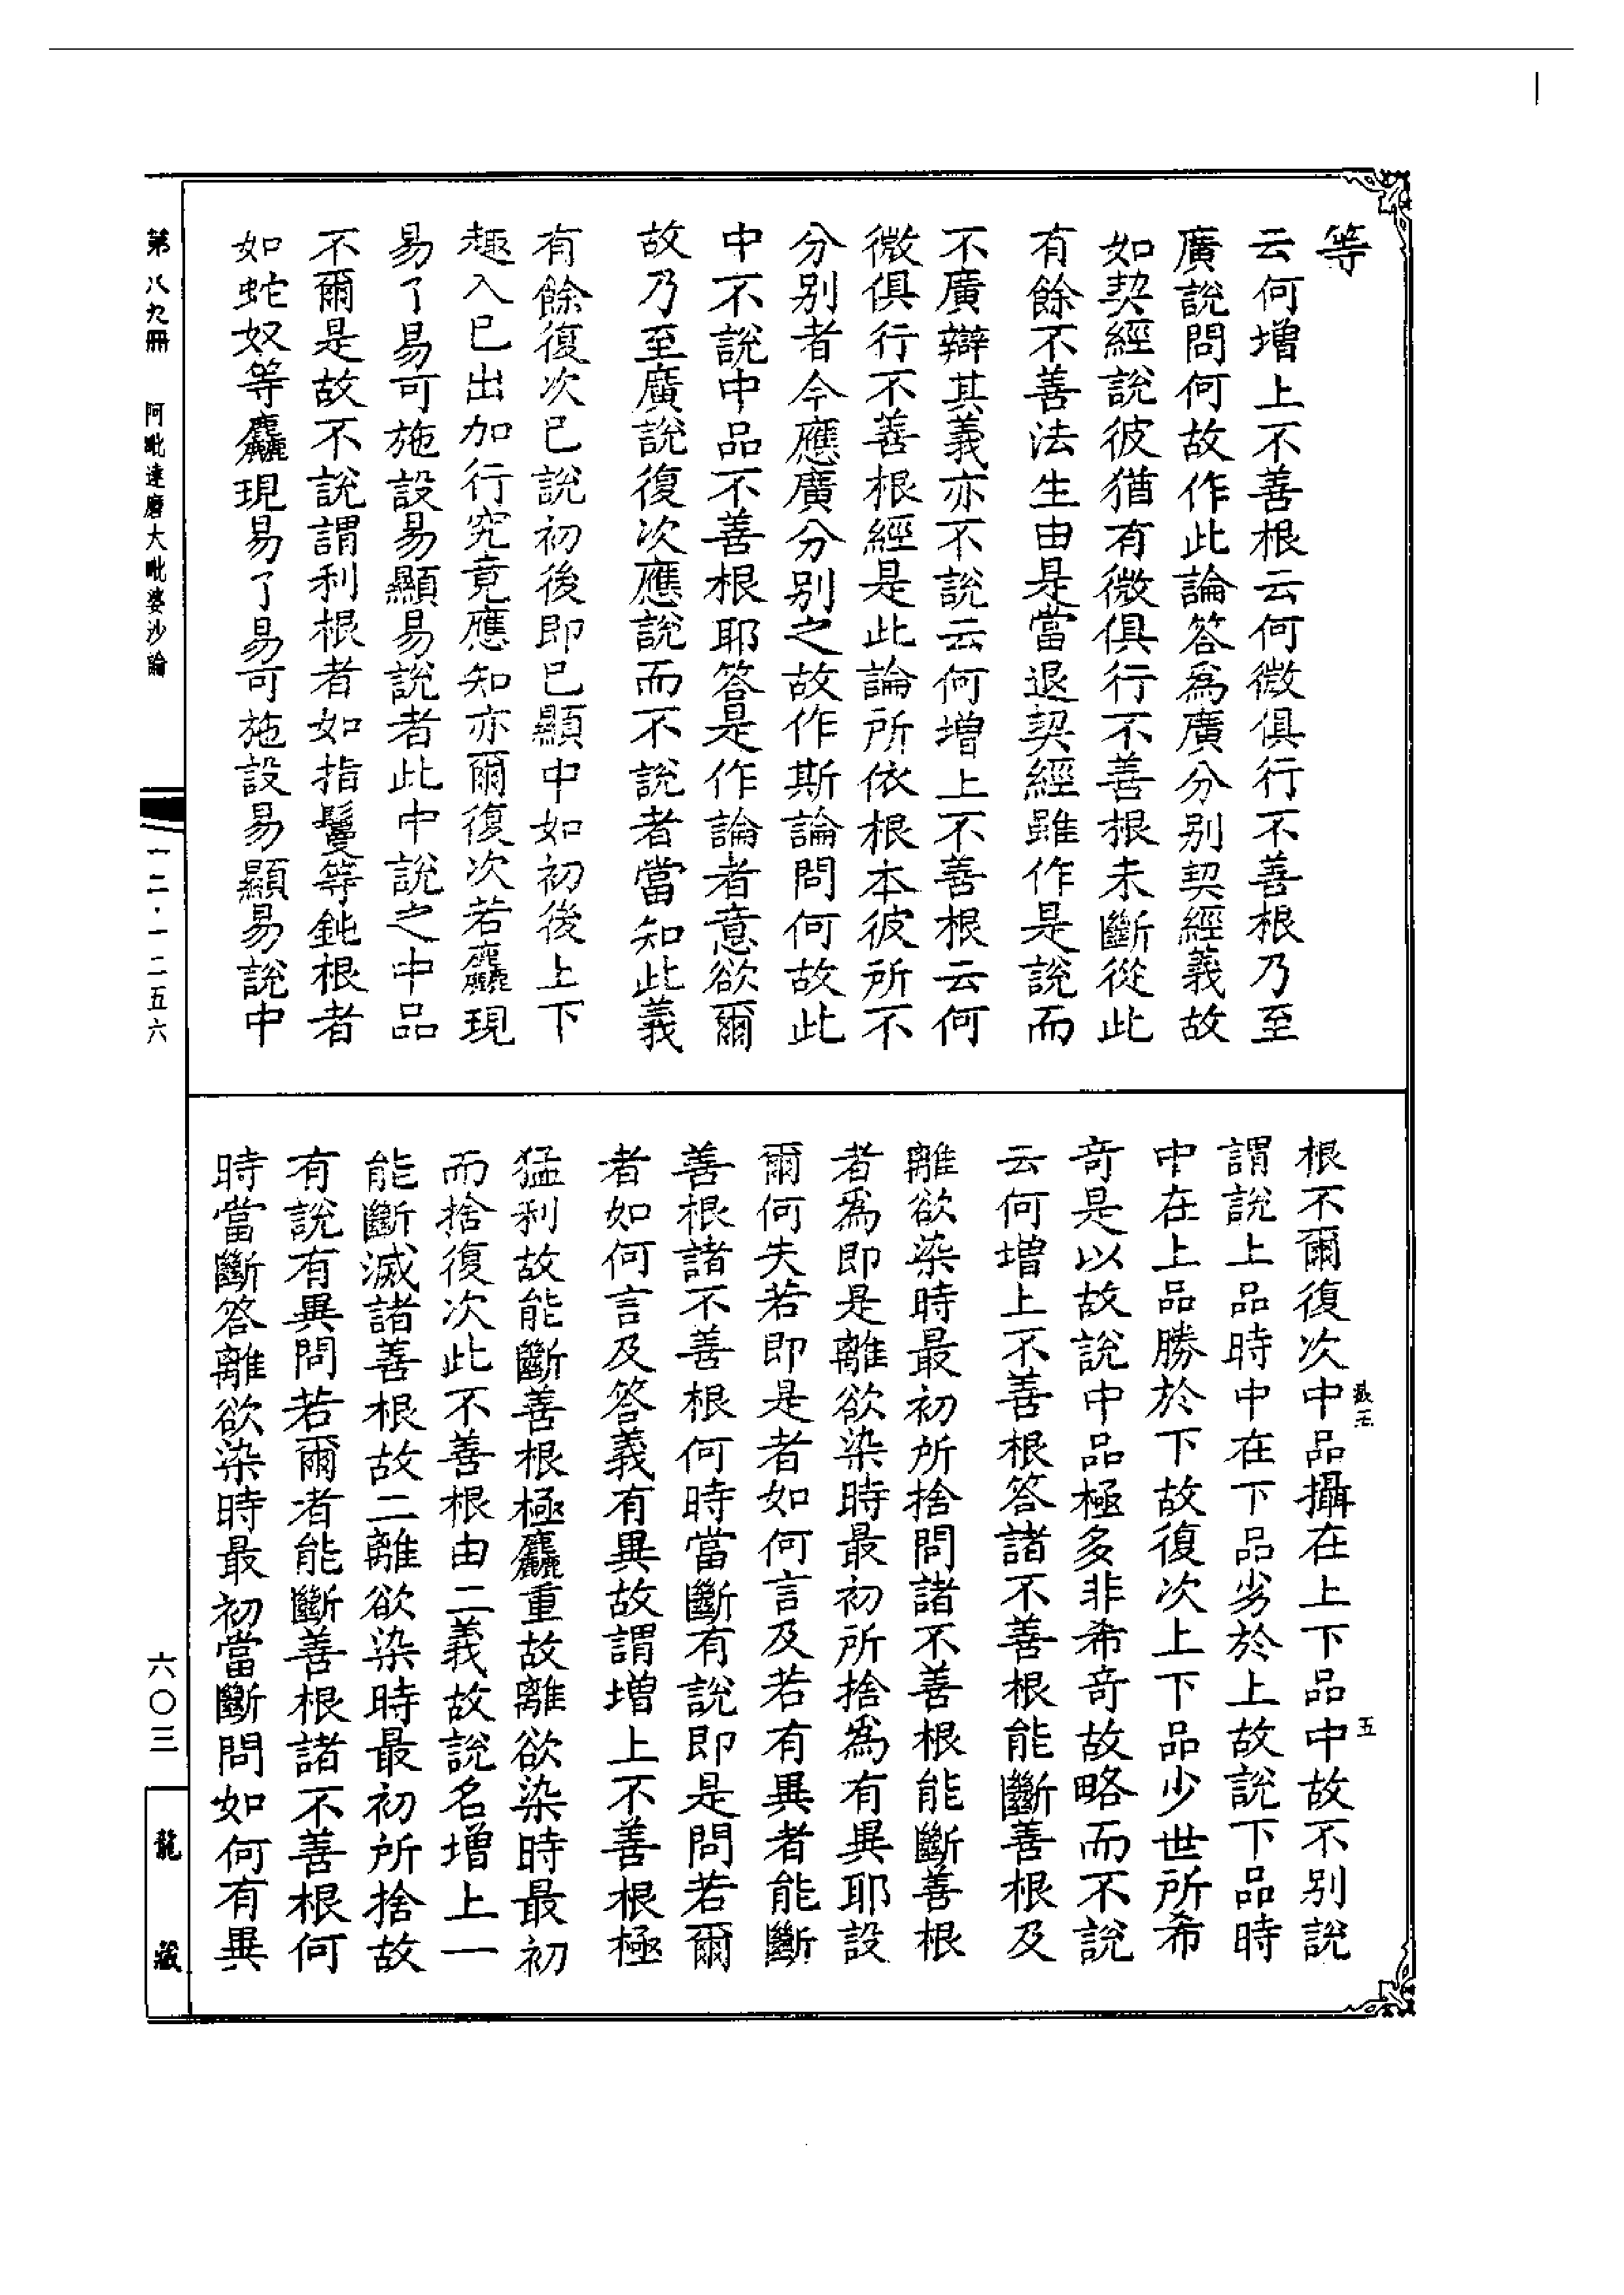 等
云何增上不善根云何微俱行不善根乃至
廣說問何故作此論答爲廣分別契經義故
如契經說彼猶有微俱行不善根未斷從此
有餘不善法生由是當退契經雖作是說而
不廣辯其義亦不說云何增上不善根云何
微俱行不善根經是此論所依根本彼所不
分別者今應廣分別之故作斯論問何故此
中不說中品不善根耶答是作論者意欲爾
故乃至廣說復次應說而不說者當知此義
有餘復次已說初後即已顯中如初後上下
趣入已出加行究竟應知亦爾復次若麤現
易了易可施設易顯易說者此中說之中品
不爾是故不說謂利根者如指鬘等鈍根者
如蛇奴等麤現易了易可施設易顯易說中
根不爾復次中品攝在上下品中故不別說
謂說上品時中在下品劣於上故說下品時
中在上品勝於下故復次上下品少世所希
奇是以故說中品極多非希奇故略而不說
云何增上不善根答諸不善根能斷善根及
離欲染時最初所捨問諸不善根能斷善根
者爲即是離欲染時最初所捨爲有異耶設
爾何失若即是者如何言及若有異者能斷
善根諸不善根何時當斷有說即是問若爾
者如何言及答義有異故謂增上不善根極
猛利故能斷善根極麤重故離欲染時最初
而捨復次此不善根由二義故說名增上一
能斷滅諸善根故二離欲染時最初所捨故
有說有異問若爾者能斷善根諸不善根何
時當斷答離欲染時最初當斷問如何有異
五
第八九冊　阿毗達磨大毗婆沙論
一二·一二五六
六〇三
龍藏